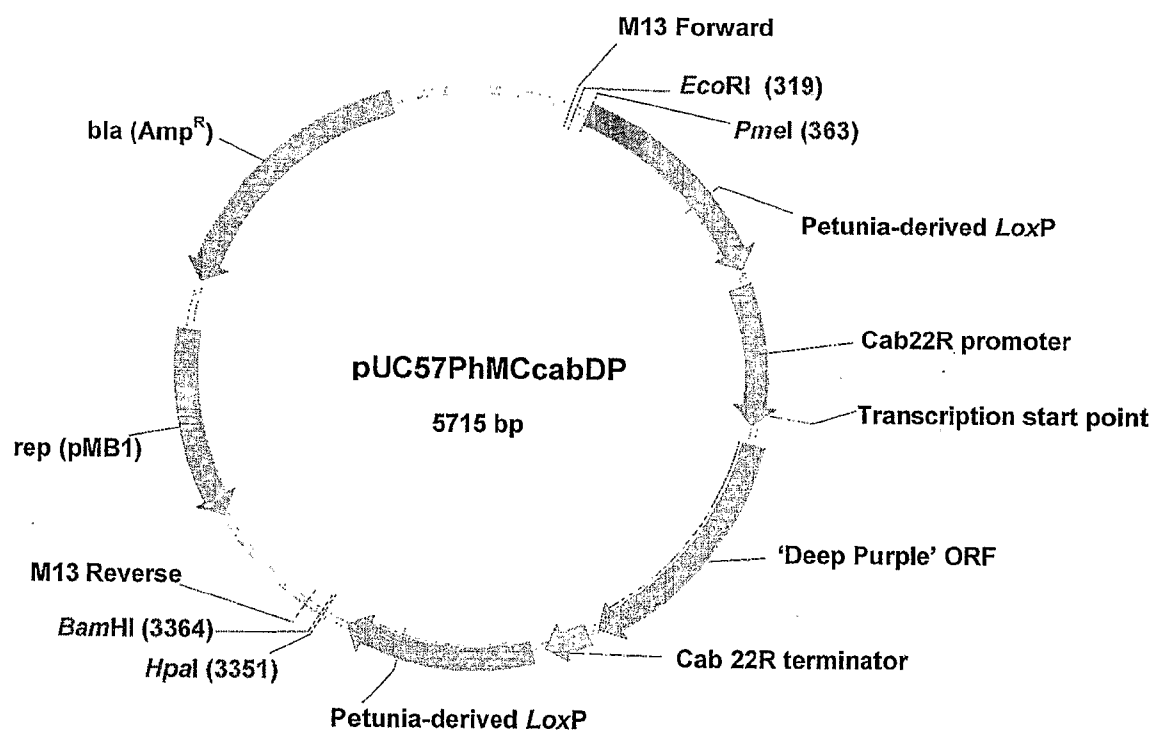 M13 Forward
EcoRI (319)
PmeI (363)
bla (Amp^R)
Petunia-derived LoxP
Cab22R promoter
pUC57PhMCcabDP
5715 bp
Transcription start point
rep (pMB1)
'Deep Purple' ORF
M13 Reverse
BamHI (3364)
HpaI (3351)
Cab 22R terminator
Petunia-derived LoxP